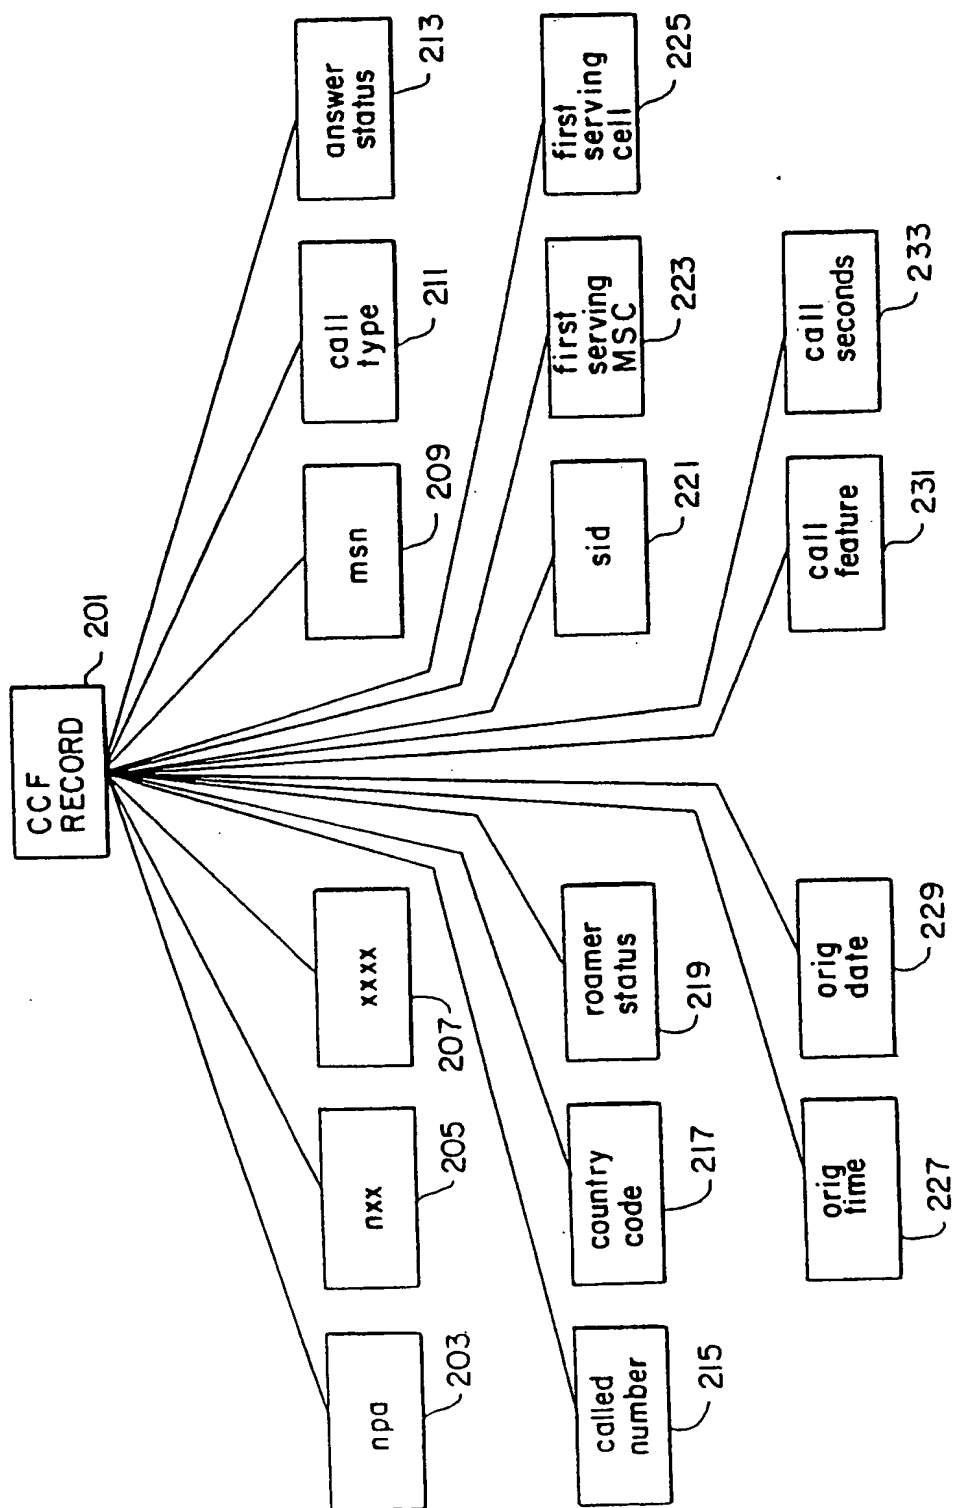 CCF
RECORD
201
npa
203
nxx
205
xxxx
207
msn
209
call
type
211
answer
status
213
called
number
215
country
code
217
roamer
status
219
sid
221
first
serving
MSC
223
first
serving
cell
225
orig
time
227
orig
date
229
call
feature
231
call
seconds
233